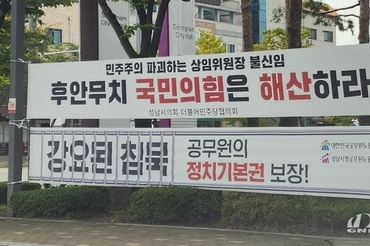 Seongnam
City Hall
민주주의 파괴하는 상임위원장 불신임
후안무치 국민의힘은 해산하라
성남시의회 더불어민주당협의회
강요된 침묵
공무원의
정치기본권 보장!